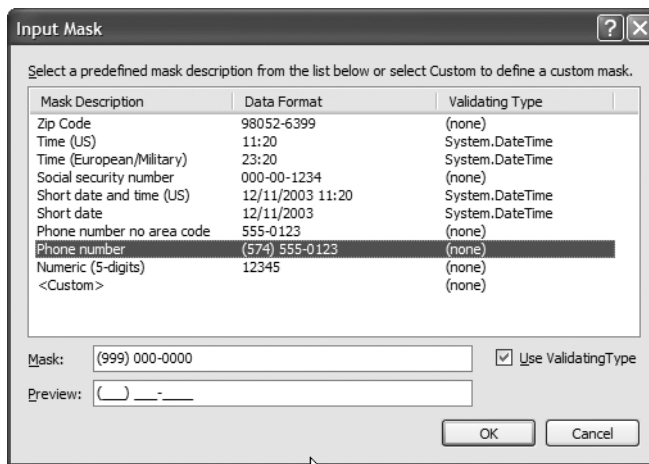 Input Mask
Select a predefined mask description from the list below or select Custom to define a custom mask.
Mask Description Data Format Validating Type
Zip Code 98052-6399 (none)
Time (US) 11:20 System.DateTime
Time (European/Military) 23:20 System.DateTime
Social security number 000-00-1234 (none)
Short date and time (US) 12/11/2003 11:20 System.DateTime
Short date 12/11/2003 System.DateTime
Phone number no area code 555-0123 (none)
Phone number (574) 555-0123 (none)
Numeric (5-digits) 12345 (none)
<Custom> (none)
Mask: (999) 000-0000 Use ValidatingType
Preview: (___) ___-____
OK Cancel